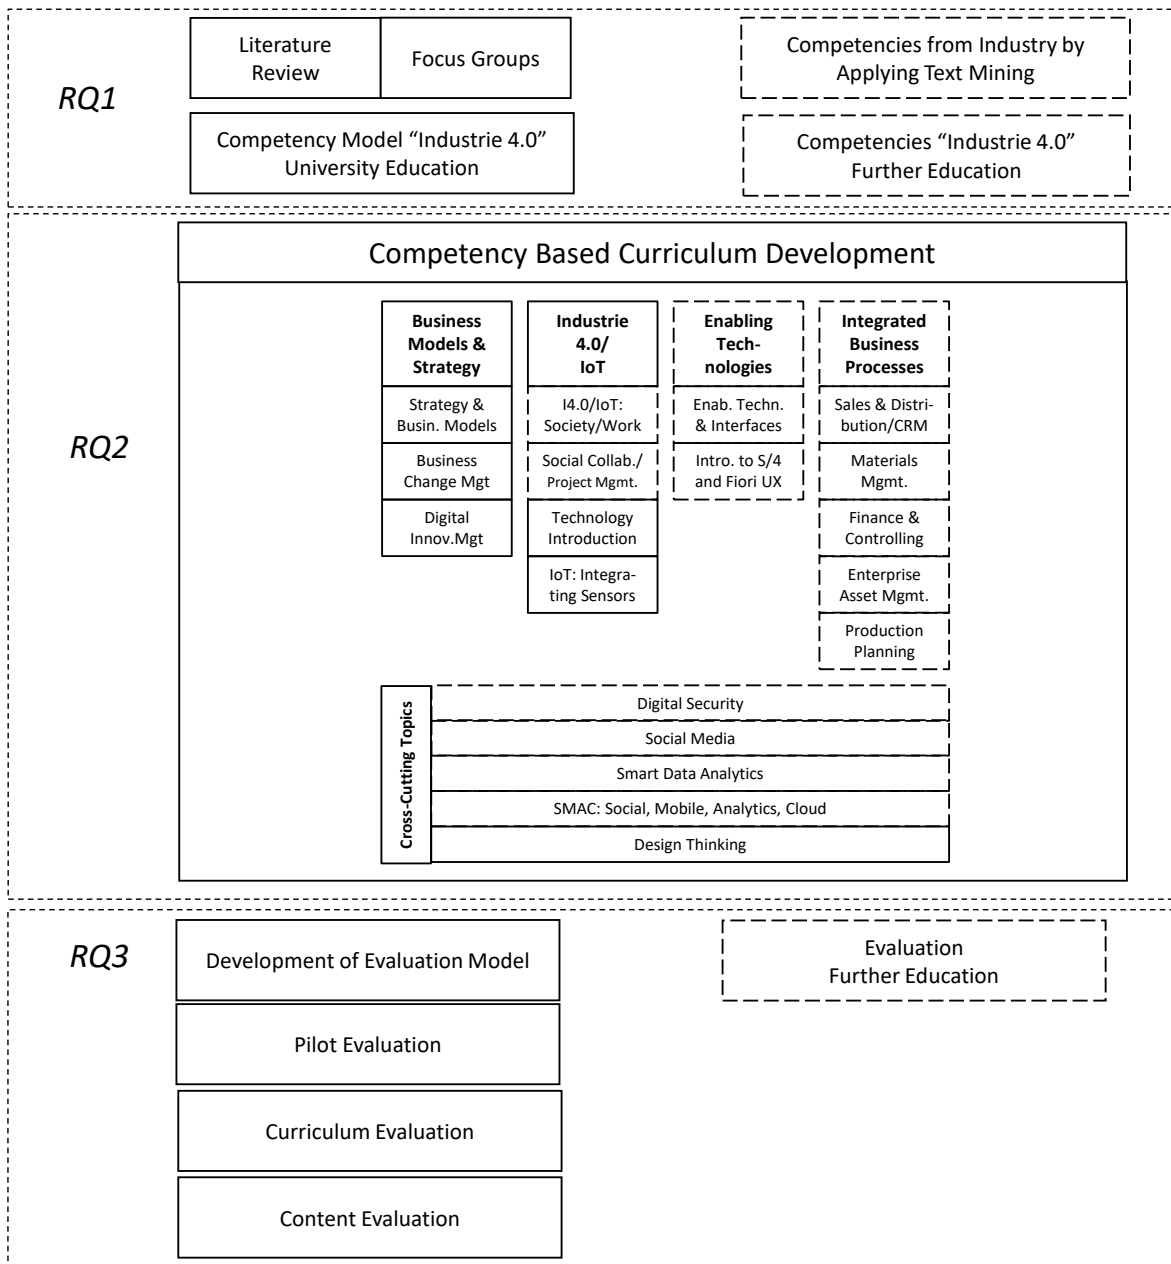 RQ1
Literature
Review
Focus Groups
Competencies from Industry by
Applying Text Mining
Competency Model “Industrie 4.0”
University Education
Competencies “Industrie 4.0”
Further Education
RQ2
Competency Based Curriculum Development
Business
Models &
Strategy
Strategy &
Busin. Models
Business
Change Mgt
Digital
Innov.Mgt
Industrie
4.0/
IoT
I4.0/IoT:
Society/Work
Social Collab./
Project Mgmt.
Technology
Introduction
IoT: Integra-
ting Sensors
Enabling
Tech-
nologies
Enab. Techn.
& Interfaces
Intro. to S/4
and Fiori UX
Integrated
Business
Processes
Sales & Distri-
bution/CRM
Materials
Mgmt.
Finance &
Controlling
Enterprise
Asset Mgmt.
Production
Planning
Cross-Cutting Topics
Digital Security
Social Media
Smart Data Analytics
SMAC: Social, Mobile, Analytics, Cloud
Design Thinking
RQ3
Development of Evaluation Model
Evaluation
Further Education
Pilot Evaluation
Curriculum Evaluation
Content Evaluation